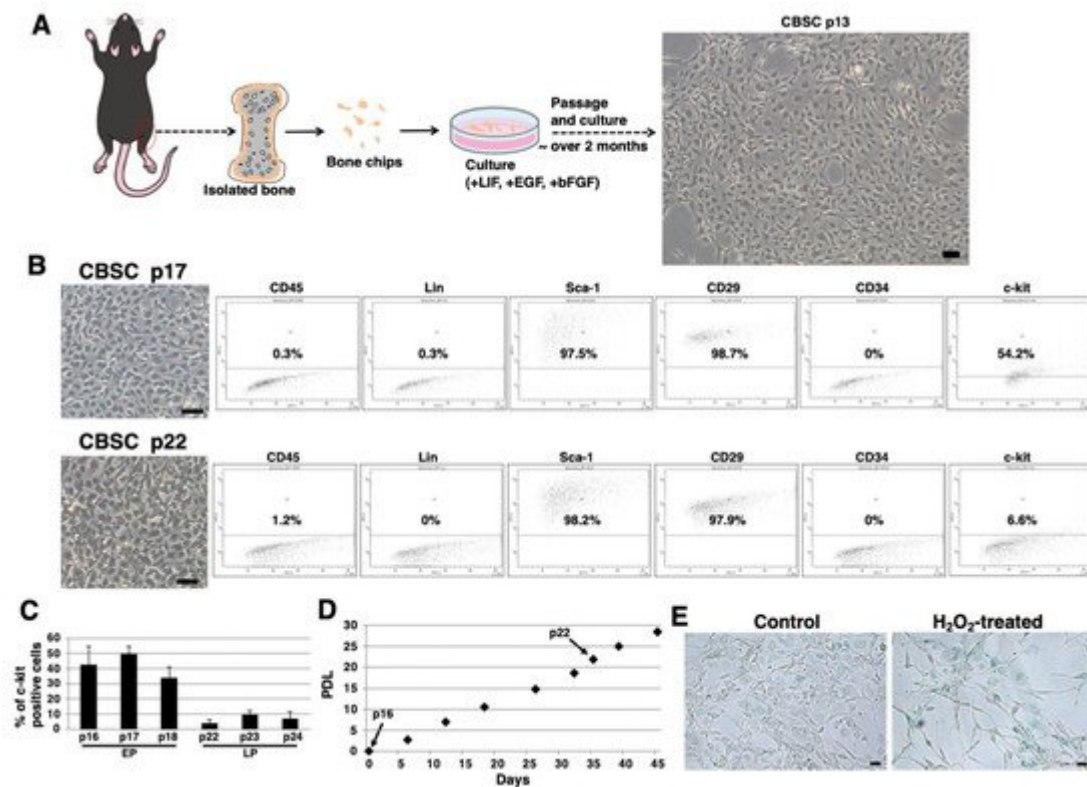 A
CBSC p13
Isolated bone
Bone chips
Culture
(+LIF, +EGF, +bFGF)
Passage
and culture
~ over 2 months
B
CBSC p17
CD45
Lin
Sca-1
CD29
CD34
c-kit
0.3%
0.3%
97.5%
98.7%
0%
54.2%
CBSC p22
CD45
Lin
Sca-1
CD29
CD34
c-kit
1.2%
0%
98.2%
97.9%
0%
6.6%
C
% of c-kit
positive cells
60
50
40
30
20
10
0
p16
p17
p18
p22
p23
p24
EP
LP
D
PDL
30
25
20
15
10
5
0
p16
p22
0
5
10
15
20
25
30
35
40
45
Days
E
Control
H₂O₂-treated